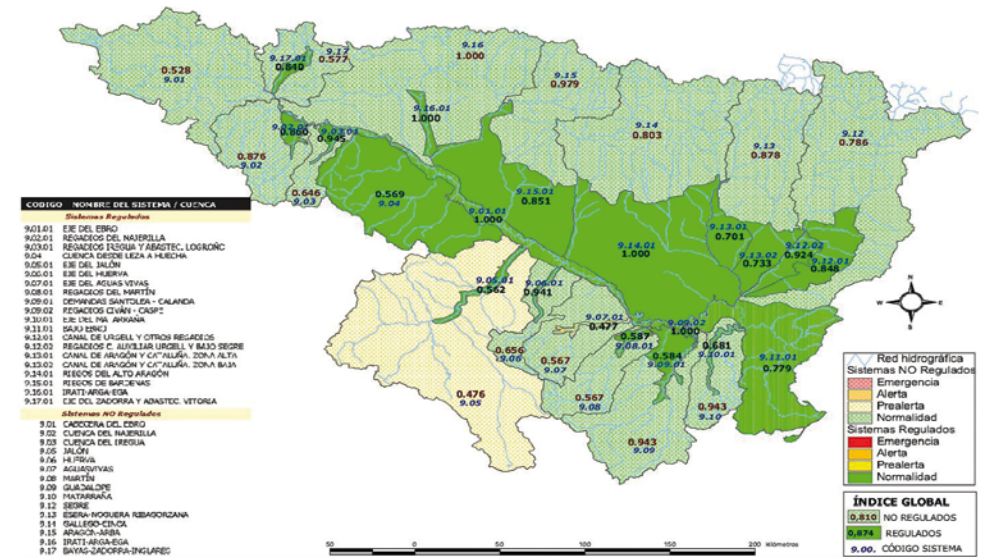 9.17
0.577
9.16
1.000
9.17.01
0.840
0.528
9.01
9.15
0.979
9.16.01
1.000
9.14
0.803
9.13
0.878
9.12
0.786
0.860
9.03.01
0.945
0.876
9.02
0.646
9.03
0.569
9.04
9.15.01
0.851
9.01.01
1.000
9.13.01
0.701
9.14.01
1.000
9.13.02
0.733
9.12.02
0.924
9.12.01
0.848
9.05.01
0.562
9.06.01
0.941
9.07.01
0.477
9.09.02
1.000
0.587
9.08.01
0.681
9.10.01
0.584
9.09.01
0.656
9.06
0.567
9.07
9.11.01
0.779
0.476
9.05
0.567
9.08
0.943
9.10
0.943
9.09
CODIGO NOMBRE DEL SISTEMA / CUENCA
Sistemas Regulados
9.01.01 EJE DEL EBRO
9.02.01 REGADIOS DEL NAJERILLA
9.03.01 REGADIOS IREGUA Y ABASTEC. LOGROÑO
9.04 CUENCA DESDE LEZA A HUECHA
9.05.01 EJE DEL JALÓN
9.06.01 EJE DEL HUERVA
9.07.01 EJE DEL AGUAS VIVAS
9.08.01 REGADIOS DEL MARTÍN
9.09.01 DEMANDAS SANTOLEA - CALANDA
9.09.02 REGADIOS CIVÁN - CASPE
9.10.01 EJE DEL MATARRAÑA
9.11.01 BAJO EBRO
9.12.01 CANAL DE URGELL Y OTROS REGADIOS
9.12.02 REGADIOS C. AUXILIAR URGELL Y BAJO SEGRE
9.13.01 CANAL DE ARAGÓN Y CATALUÑA. ZONA ALTA
9.13.02 CANAL DE ARAGÓN Y CATALUÑA. ZONA BAJA
9.14.01 RIEGOS DEL ALTO ARAGÓN
9.15.01 RIEGOS DE BARDENAS
9.16.01 IRATI-ARGA-EGA
9.17.01 EJE DEL ZADORRA Y ABASTEC. VITORIA
Sistemas NO Regulados
9.01 CABECERA DEL EBRO
9.02 CUENCA DEL NAJERILLA
9.03 CUENCA DEL IREGUA
9.05 JALÓN
9.06 HUERVA
9.07 AGUASVIVAS
9.08 MARTÍN
9.09 GUADALOPE
9.10 MATARRAÑA
9.12 SEGRE
9.13 ESERA-NOGUERA RIBAGORZANA
9.14 GALLEGO-CINCA
9.15 ARAGÓN-ARBA
9.16 IRATI-ARGA-EGA
9.17 BAYAS-ZADORRA-INGLARES
N
W E
S
Red hidrográfica
Sistemas NO Regulados
Emergencia
Alerta
Prealerta
Normalidad
Sistemas Regulados
Emergencia
Alerta
Prealerta
Normalidad
ÍNDICE GLOBAL
0,810 NO REGULADOS
0,874 REGULADOS
9.00. CÓDIGO SISTEMA
50 0 50 100 150 200 kilómetros